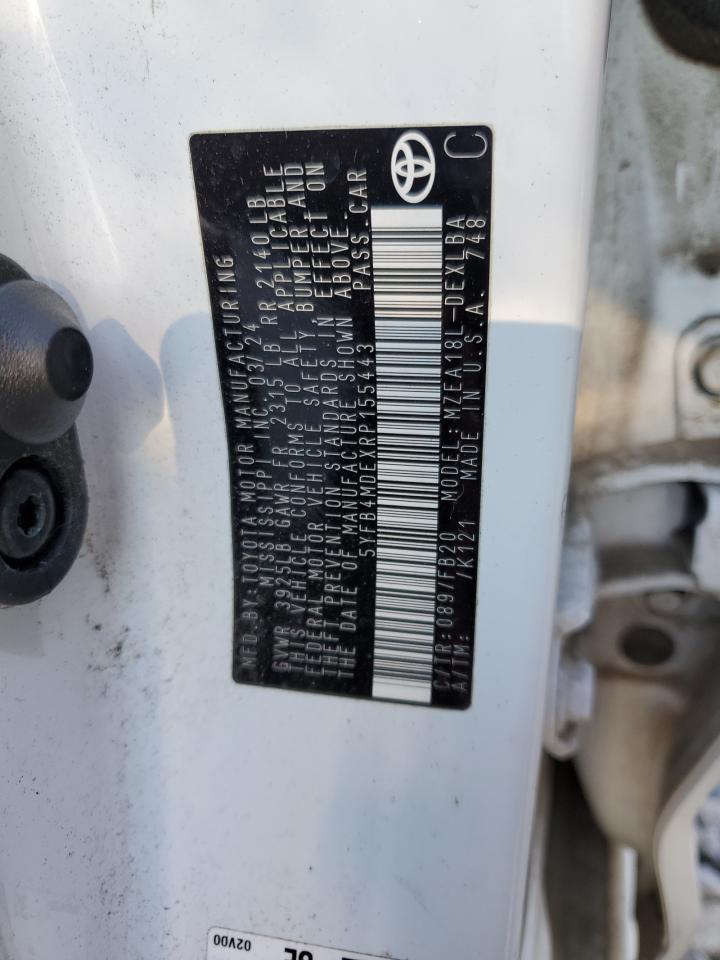 MFD. BY TOYOTA MOTOR MANUFACTURING
MISSISSIPPI INC. 03/24
GVWR 3925LB GAWR FR 2315 LB RR 2140LB
THIS VEHICLE CONFORMS TO ALL APPLICABLE
FEDERAL MOTOR VEHICLE SAFETY, BUMPER AND
THEFT PREVENTION STANDARDS IN EFFECT ON
THE DATE OF MANUFACTURE SHOWN ABOVE.
5YFB4MDEXRP155443 PASS. CAR
C/TR: 089/FB20 MODEL: MZEA18L-DEXLBA
A/TM: /K121 MADE IN U.S.A. 748
C
02V00